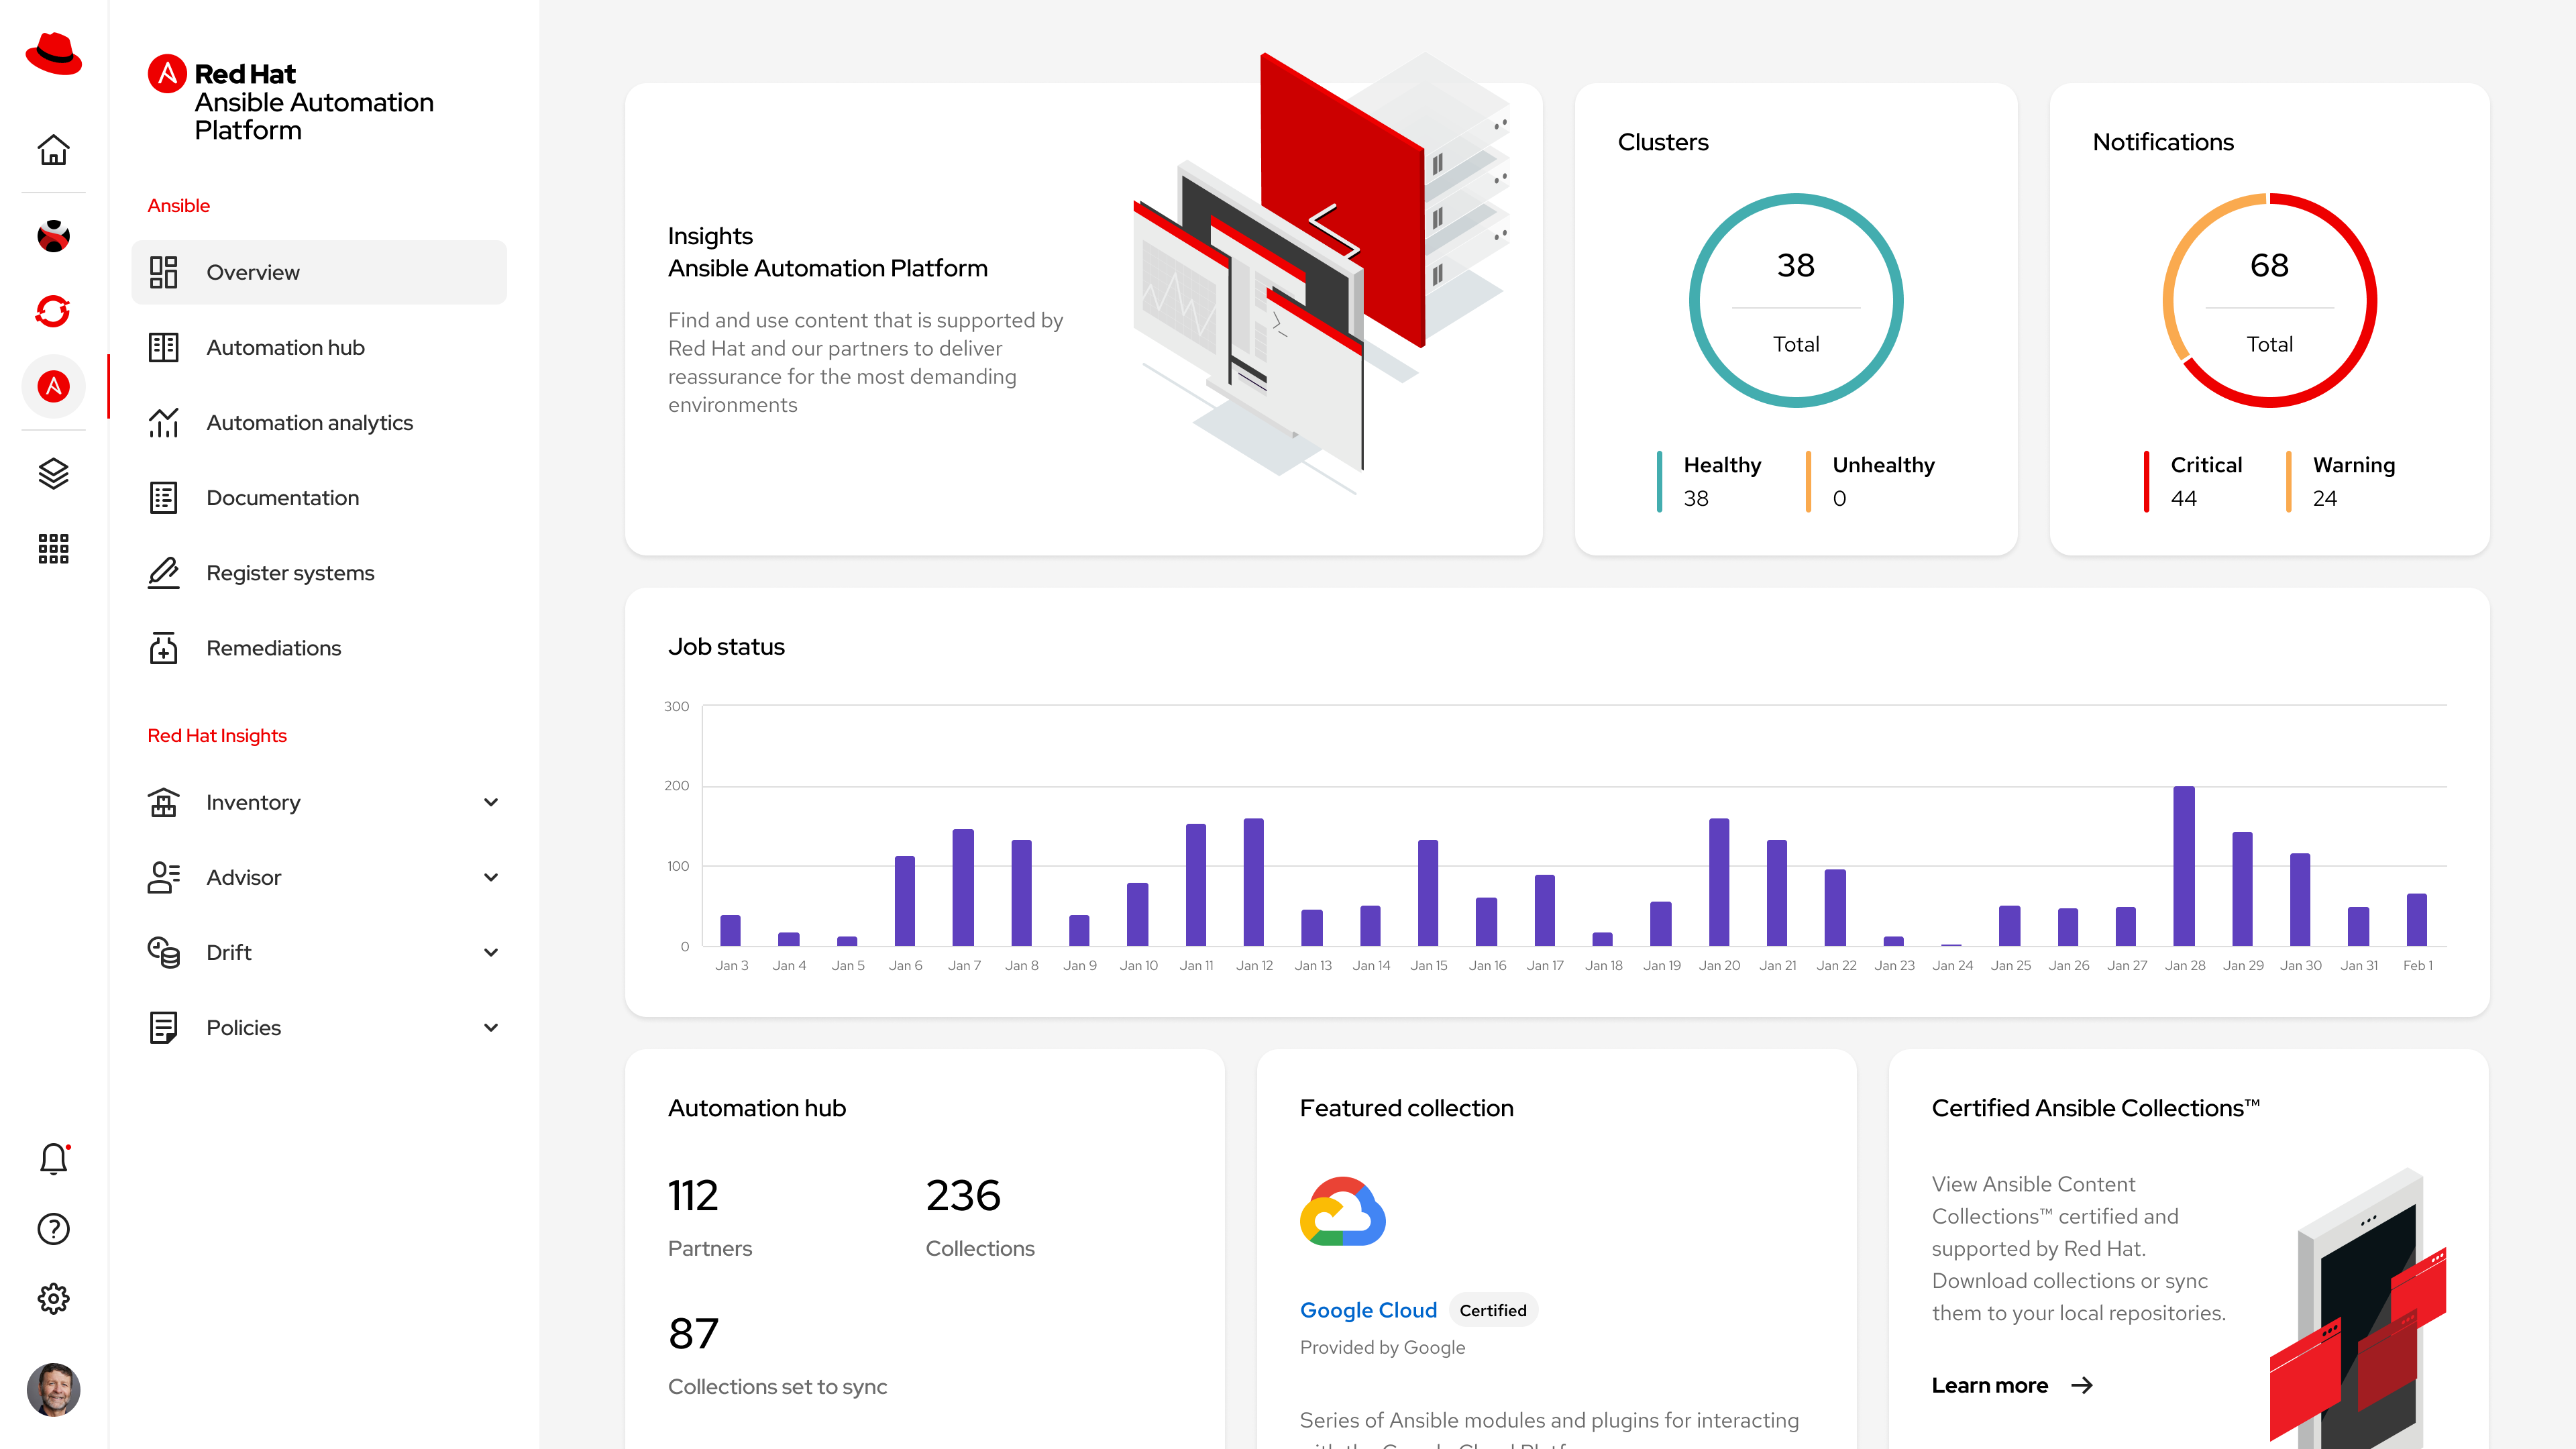 Red Hat
Ansible Automation
Platform
Ansible
Overview
Automation hub
Automation analytics
Documentation
Register systems
Remediations
Red Hat Insights
Inventory
Advisor
Drift
Policies
Insights
Ansible Automation Platform
Find and use content that is supported by
Red Hat and our partners to deliver
reassurance for the most demanding
environments
Clusters
38
Total
Healthy
38
Unhealthy
0
Notifications
68
Total
Critical
44
Warning
24
Job status
300
200
100
0
Jan 3 Jan 4 Jan 5 Jan 6 Jan 7 Jan 8 Jan 9 Jan 10 Jan 11 Jan 12 Jan 13 Jan 14 Jan 15 Jan 16 Jan 17 Jan 18 Jan 19 Jan 20 Jan 21 Jan 22 Jan 23 Jan 24 Jan 25 Jan 26 Jan 27 Jan 28 Jan 29 Jan 30 Jan 31 Feb 1
Automation hub
112
Partners
236
Collections
87
Collections set to sync
Featured collection
Google Cloud Certified
Provided by Google
Series of Ansible modules and plugins for interacting
with the Google Cloud
Certified Ansible Collections™
View Ansible Content
Collections™ certified and
supported by Red Hat.
Download collections or sync
them to your local repositories.
Learn more →